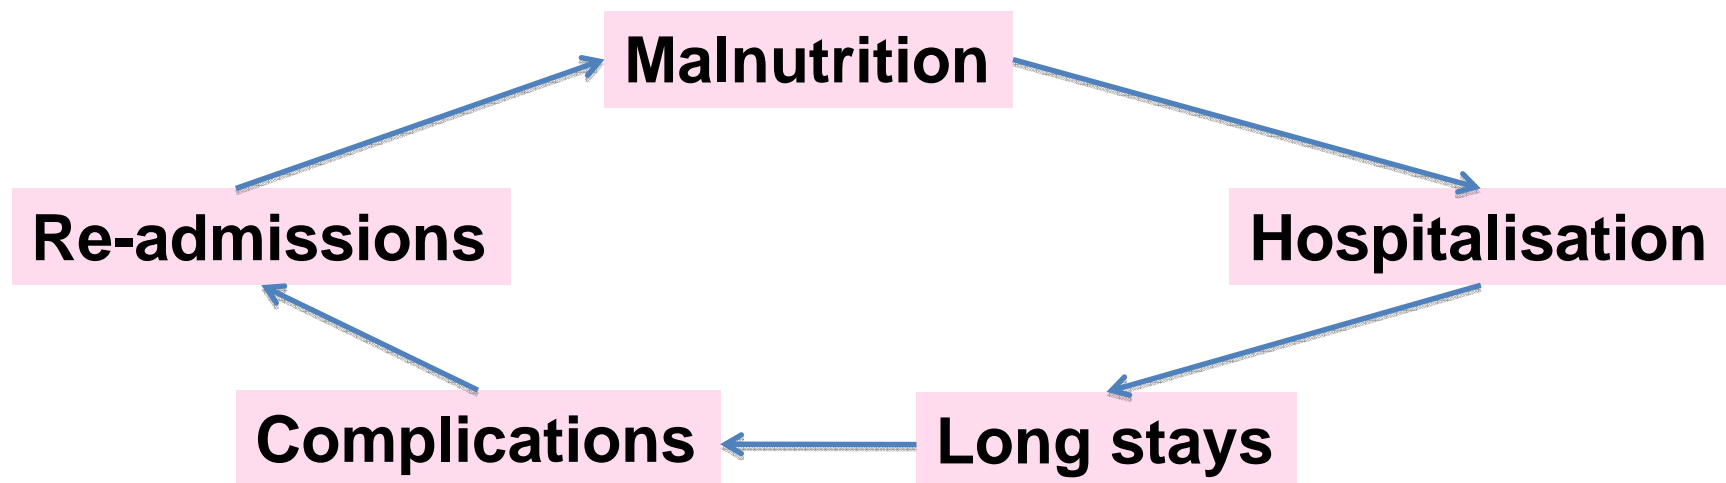 Malnutrition
Re-admissions
Hospitalisation
Complications
Long stays